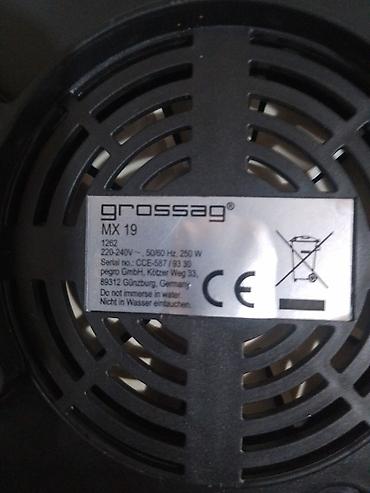 grossag®
MX 19
1262
220-240V ~, 50/60 Hz, 250 W
Serial no.: CCE-587 / 93 30
pegro GmbH, Kötzer Weg 33,
89312 Günzburg, Germany
Do not immerse in water
Nicht in Wasser eintauchen.
CE